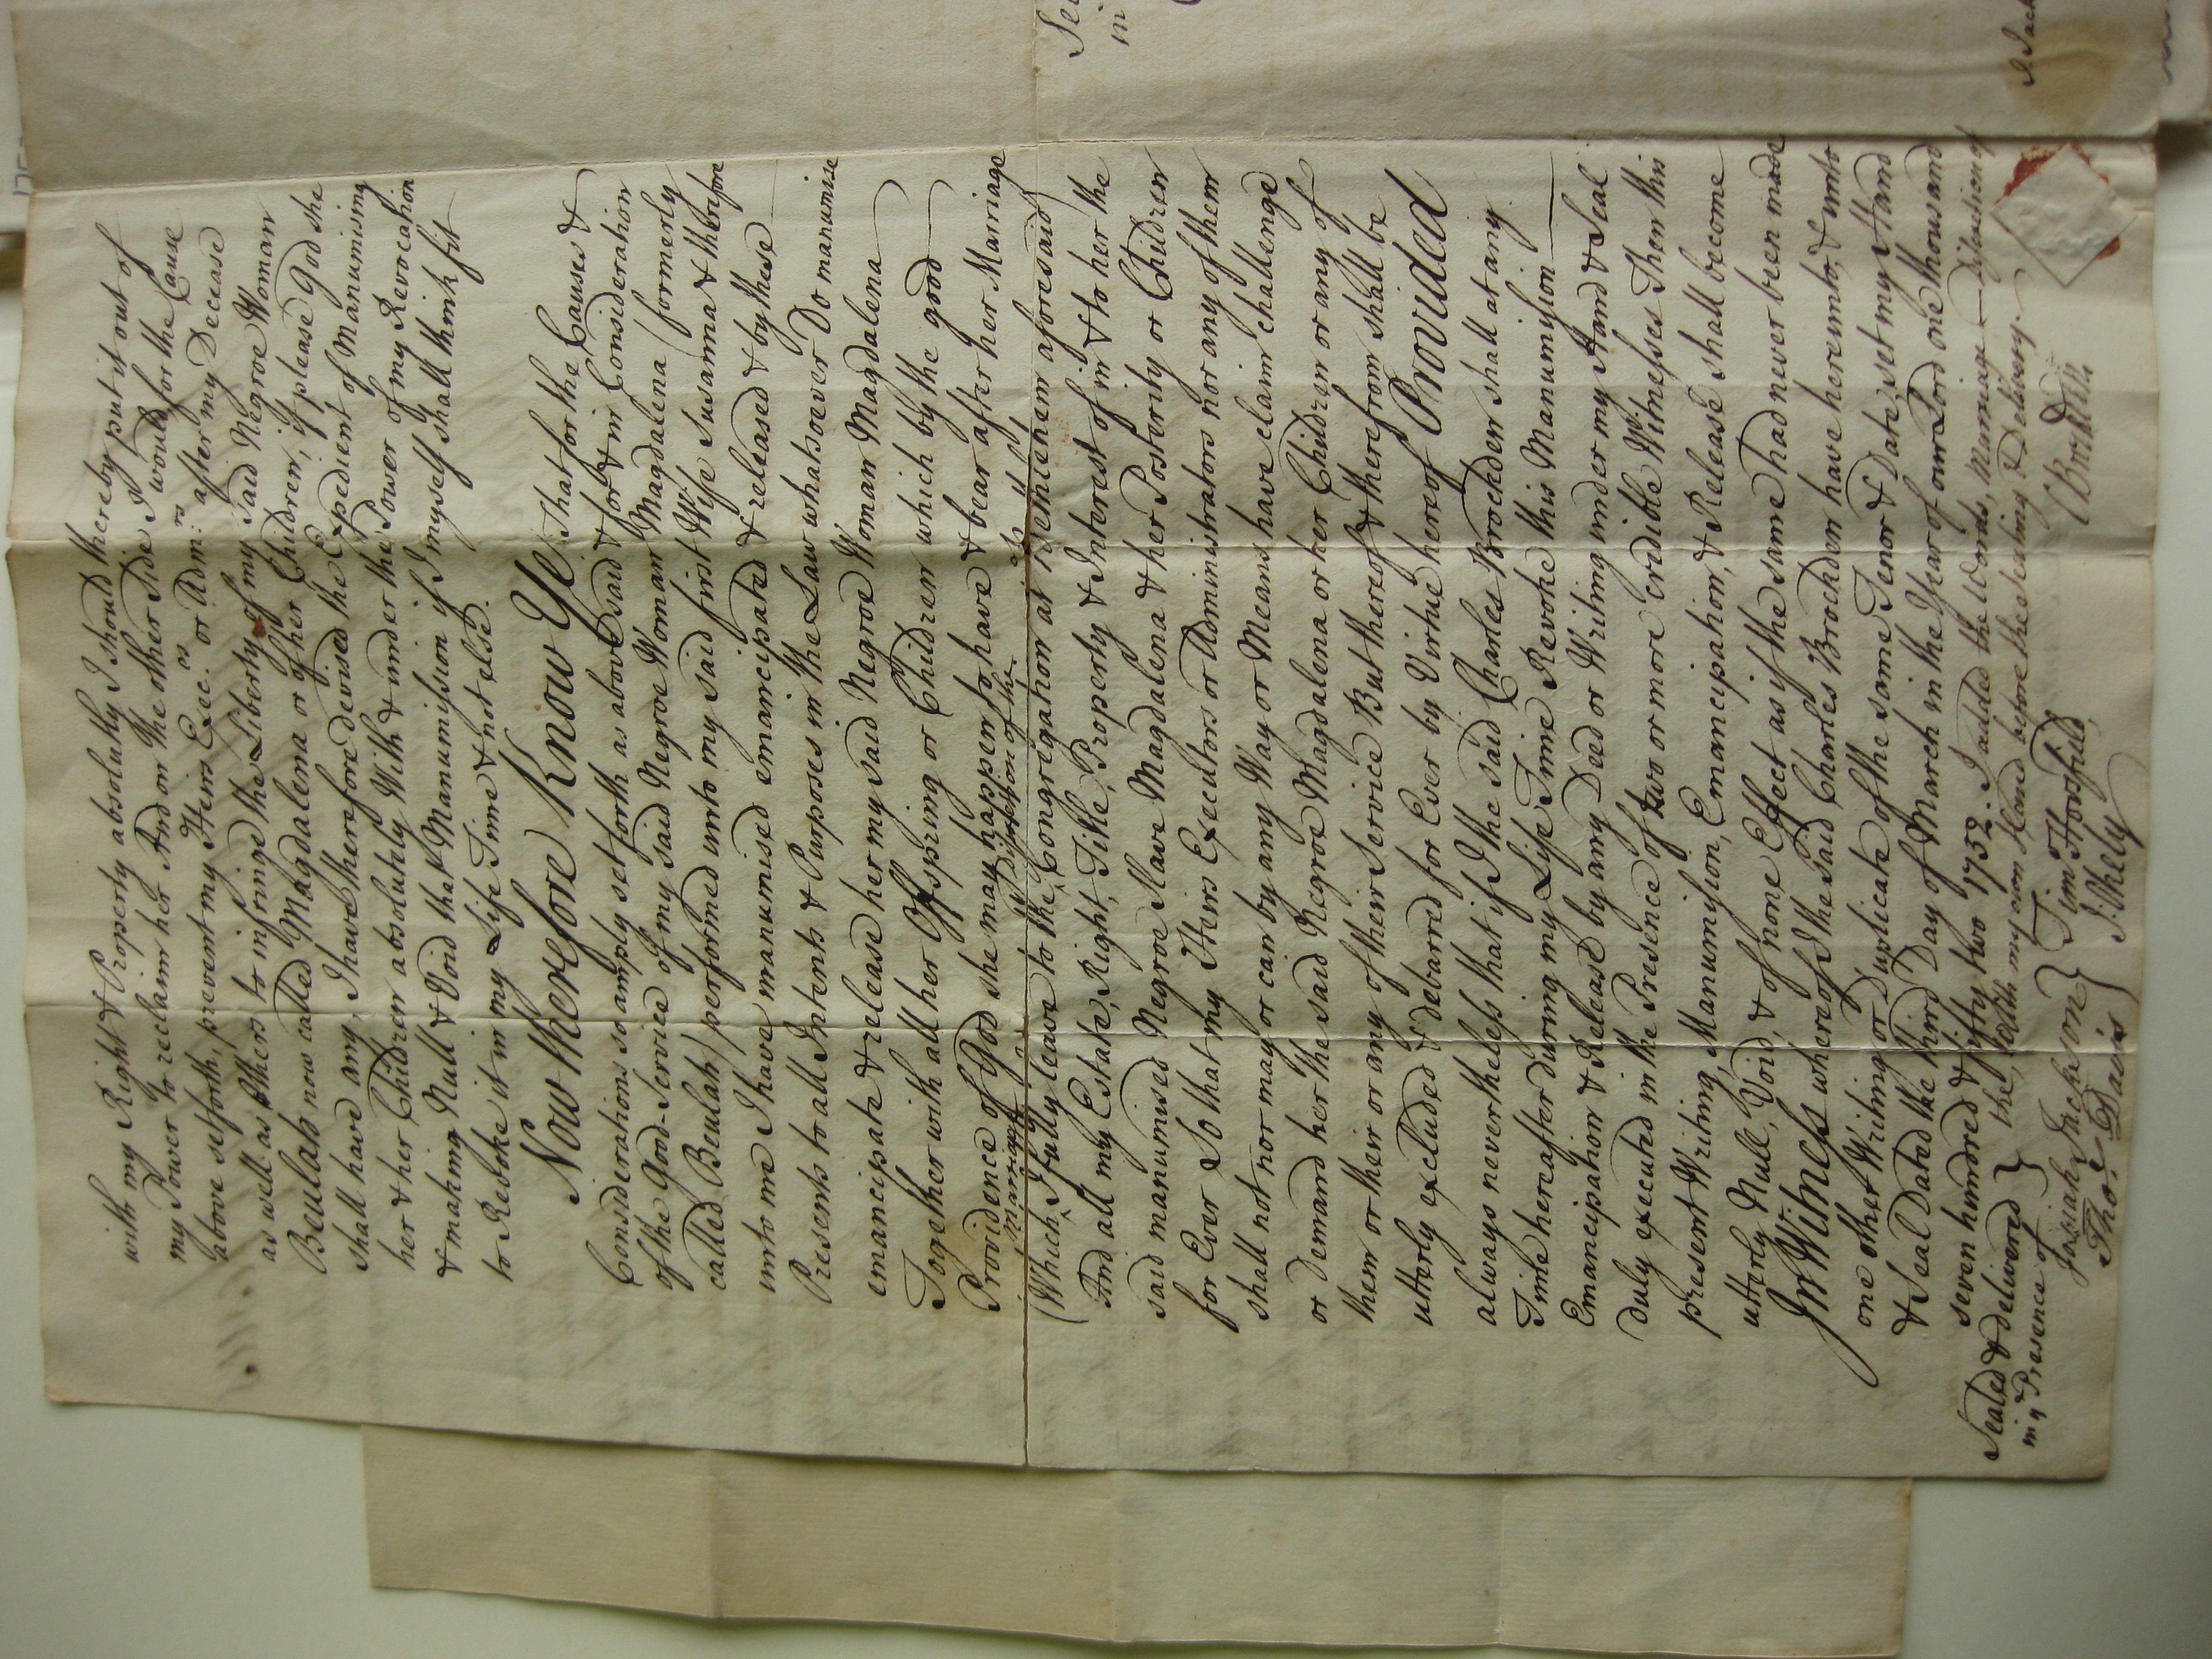 with my Right & Property absolutely I should thereby put it out of
my Power to reclaim her And on the other Side I would for the Cause
above setforth, prevent my Heirs Exec.rs or Adm:rs after my Decease
as well as others to infringe the Liberty of my said Negroe Woman
Beulah now called Magdalena or of her Children, if please God she
shall have any, I have therefore devised the Expedient of Manumising
her & her Children absolutely With & under the Power of my Revocation
& making Null & Void that Manumission if I myself shall think fit
to Revoke it in my Life Time & not else.
Now therefore Know Ye That for the Causes &
Considerations so amply set forth as above said & for & in Consideration
of the Good-Service of my said Negroe Woman Magdalena (formerly
called Beulah) performed unto my said first Wife Susanna & therefore
unto me I have manumised emancipated & released & by these
Presents to all Intents & Purposes in the Law whatsoever Do manumise
emancipate & release her my said Negroe Woman Magdalena
Together with all her Offspring or Children which by the good
Providence of God she may happen to have & bear after her Marriage
(Which Marriage I fully leave to the Discretion of the Congregation at Bethlehem aforesaid)
And all my Estate, Right, Title, Property & Interest of in & to her the
said manumised Negroe Slave Magdalena & her Posterity or Children
for Ever So that my Heirs Executors or Administrators nor any of them
shall not nor may or can by any Way or Means have claim challenge
or Demand her the said Negroe Magdalena or her Children or any of
them or their or any of their Service But thereof & therefrom shall be
utterly excluded & debarred for Ever by Virtue hereof Provided
always nevertheless that if I the said Charles Brockden shall at any
Time hereafter during my Life Time Revoke this Manumission
Emancipation & Release by any Deed or Writing under my Hand & Seal
duly executed in the Presence of two or more credible Witnesses Then this
present Writing, Manumission, Emancipation, & Release shall become
utterly Null, Void, & of none Effect as if the same had never been made
In Witness whereof I the said Charles Brockden have hereunto, & unto
one other Writing or Duplicate of the same Tenor & Date, set my Hand
& Seal Dated the third Day of March in the Year of our Lord one thousand
seven hundred & fifty two 1752. I added the Words, Marriage — Discretion of
the, with my own Hand before the sealing & Delivery.
Sealed & delivered
in ye Presence of
C Brockden
Josiah Jackson
Tim Horsfield
Tho:
Davis